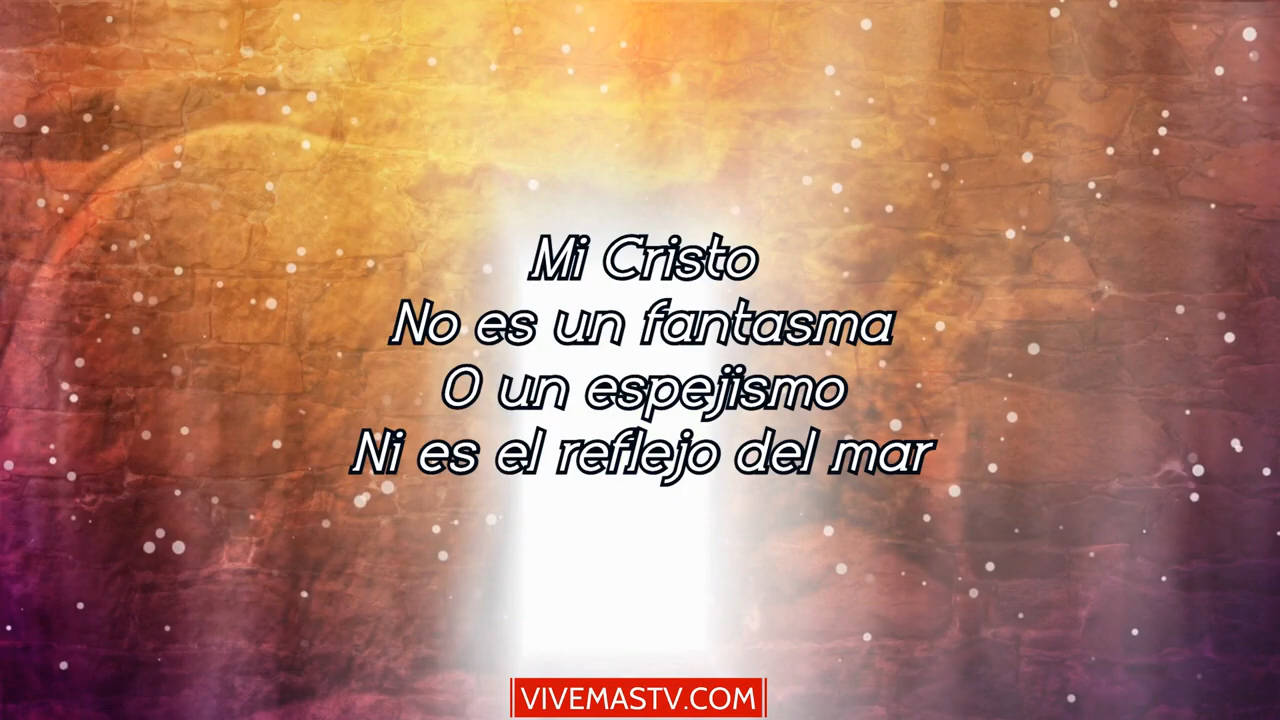 Mi Cristo
No es un fantasma
O un espejismo
Ni es el reflejo del mar
VIVEMASTV.COM